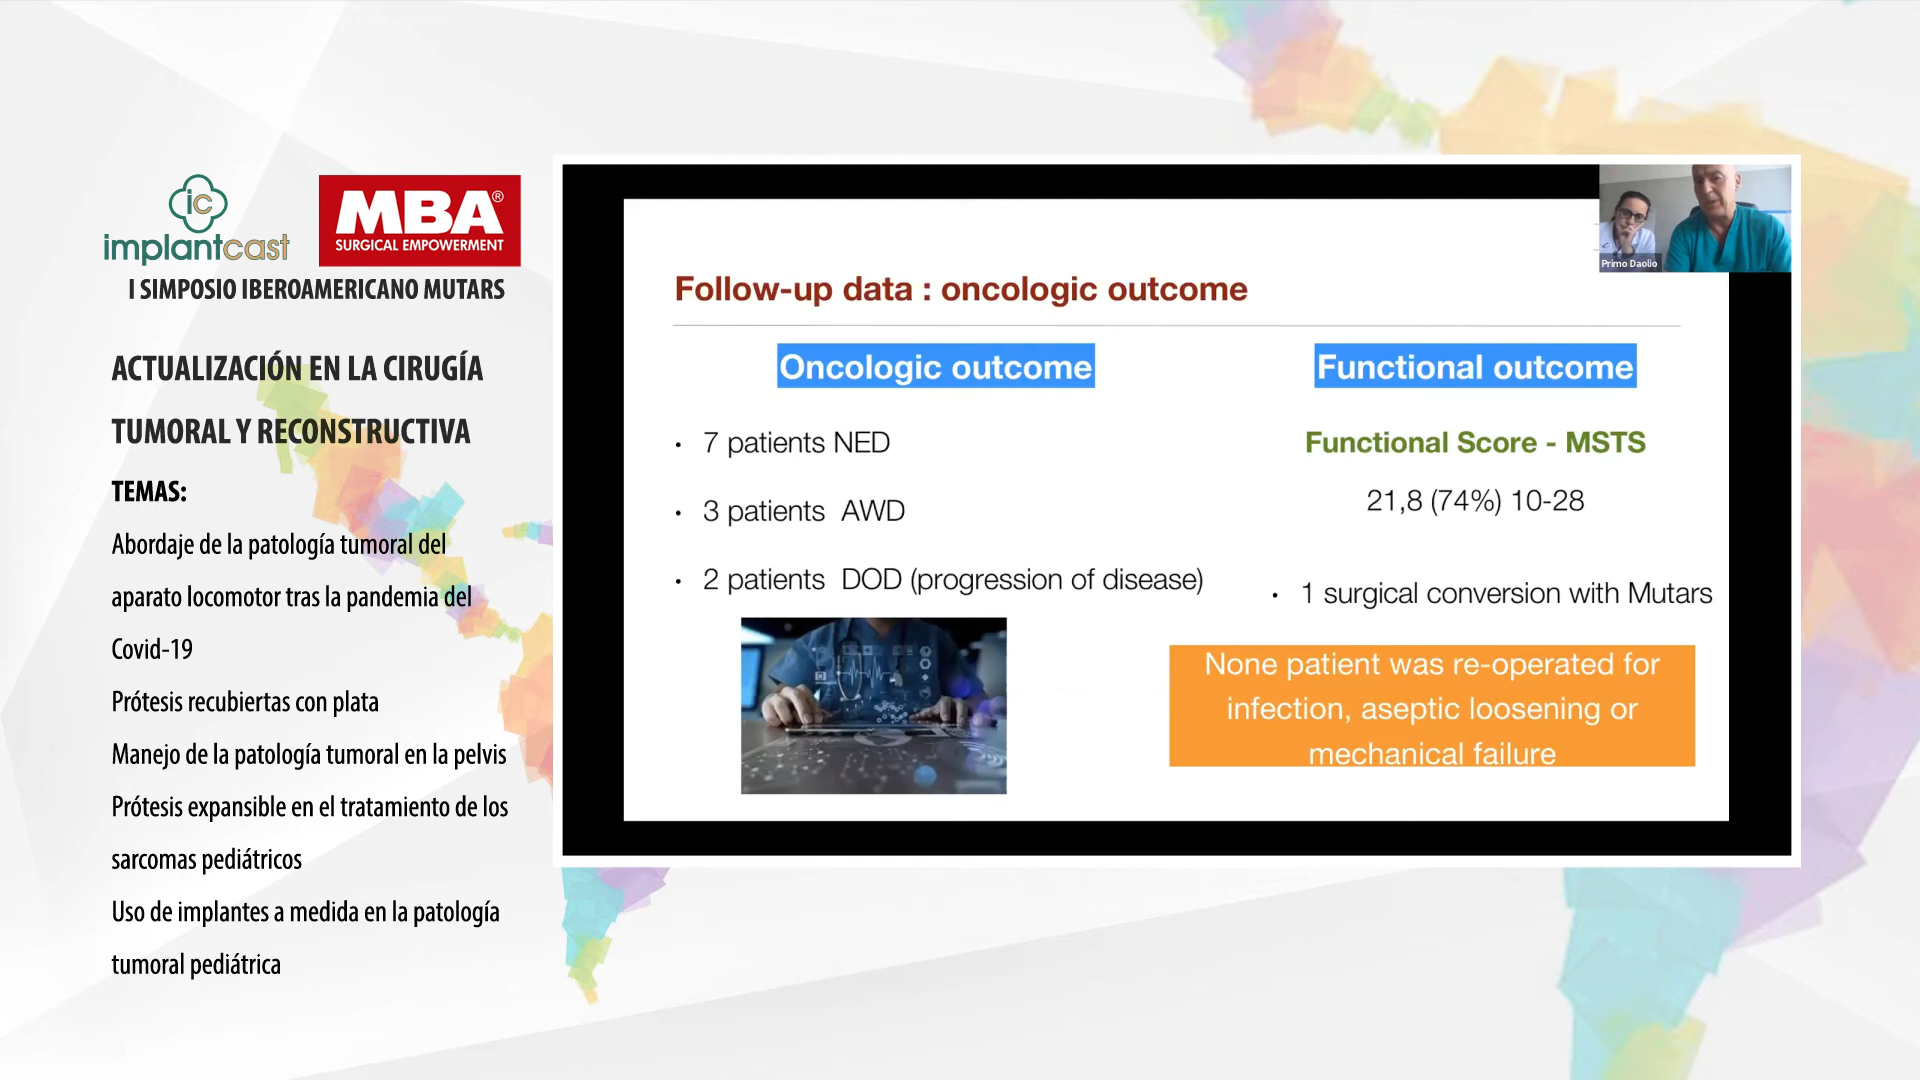 ic
implantcast
MBA®
SURGICAL EMPOWERMENT
I SIMPOSIO IBEROAMERICANO MUTARS
ACTUALIZACIÓN EN LA CIRUGÍA
TUMORAL Y RECONSTRUCTIVA
TEMAS:
Abordaje de la patología tumoral del
aparato locomotor tras la pandemia del
Covid-19
Prótesis recubiertas con plata
Manejo de la patología tumoral en la pelvis
Prótesis expansible en el tratamiento de los
sarcomas pediátricos
Uso de implantes a medida en la patología
tumoral pediátrica
Primo Daolio
Follow-up data : oncologic outcome
Oncologic outcome
• 7 patients NED
• 3 patients AWD
• 2 patients DOD (progression of disease)
Functional outcome
Functional Score - MSTS
21,8 (74%) 10-28
• 1 surgical conversion with Mutars
None patient was re-operated for
infection, aseptic loosening or
mechanical failure